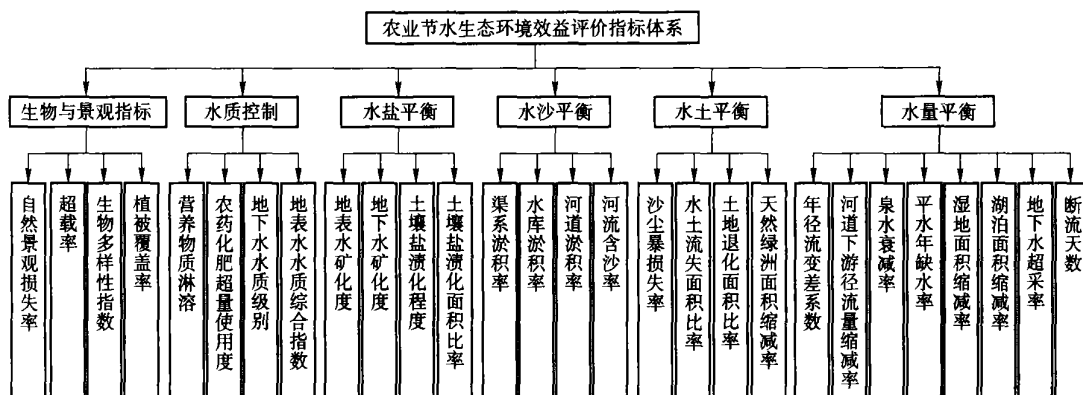 农业节水生态环境效益评价指标体系
生物与景观指标
水质控制
水盐平衡
水沙平衡
水土平衡
水量平衡
自然景观损失率
超载率
生物多样性指数
植被覆盖率
营养物质淋溶
农药化肥超量使用度
地下水水质级别
地表水水质综合指数
地表水矿化度
地下水矿化度
土壤盐渍化程度
土壤盐渍化面积比率
渠系淤积率
水库淤积率
河道淤积率
河流含沙率
沙尘暴损失率
水土流失面积比率
土地退化面积比率
天然绿洲面积缩减率
年径流变差系数
河道下游径流量缩减率
泉水衰减率
平水年缺水率
湿地面积缩减率
湖泊面积缩减率
地下水超采率
断流天数